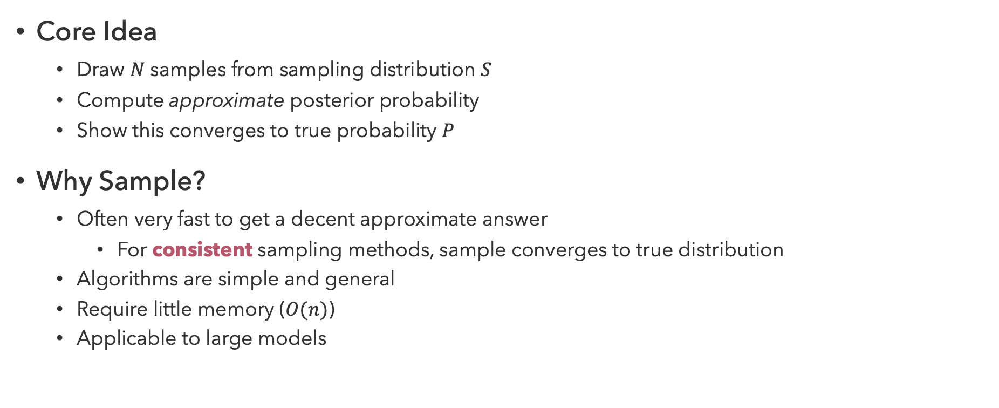 • Core Idea
• Draw N samples from sampling distribution S
• Compute approximate posterior probability
• Show this converges to true probability P
• Why Sample?
• Often very fast to get a decent approximate answer
• For consistent sampling methods, sample converges to true distribution
• Algorithms are simple and general
• Require little memory (O(n))
• Applicable to large models